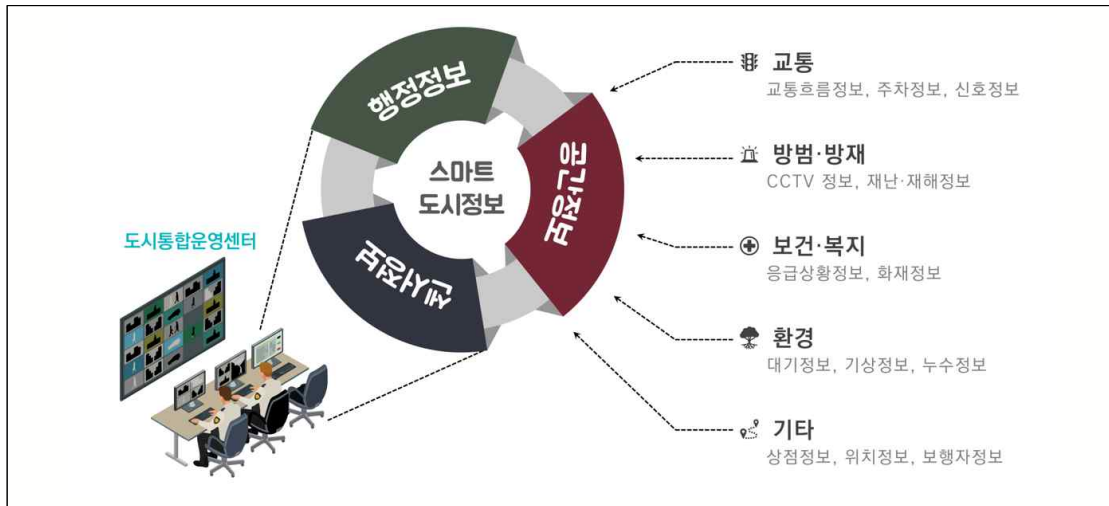 행정정보
공간정보
센서정보
스마트
도시정보
도시통합운영센터
교통
교통흐름정보, 주차정보, 신호정보
방범·방재
CCTV 정보, 재난·재해정보
보건·복지
응급상황정보, 화재정보
환경
대기정보, 기상정보, 누수정보
기타
상점정보, 위치정보, 보행자정보